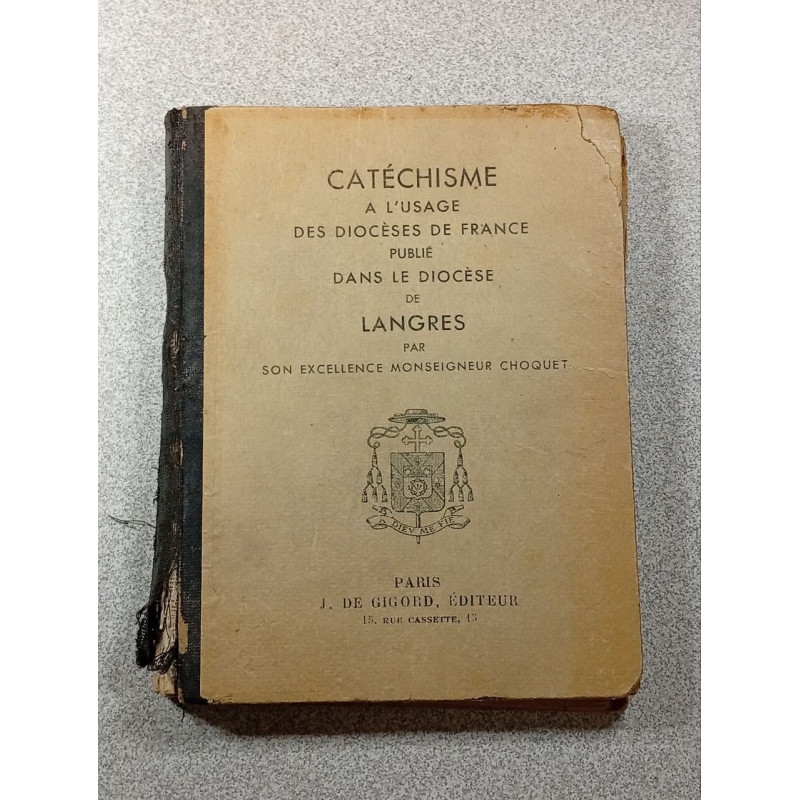 CATÉCHISME
A L'USAGE
DES DIOCÈSES DE FRANCE
PUBLIÉ
DANS LE DIOCÈSE
DE
LANGRES
PAR
SON EXCELLENCE MONSEIGNEUR CHOQUET
A DIEV ME FIE
PARIS
J. DE GIGORD, ÉDITEUR
15, RUE CASSETTE, 15